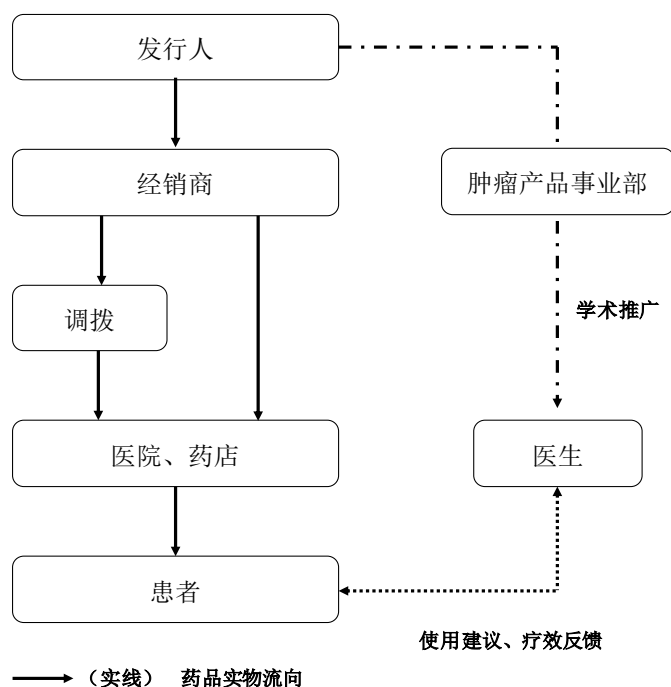 发行人
经销商
肿瘤产品事业部
调拨
学术推广
医院、药店
医生
患者
使用建议、疗效反馈
（实线） 药品实物流向